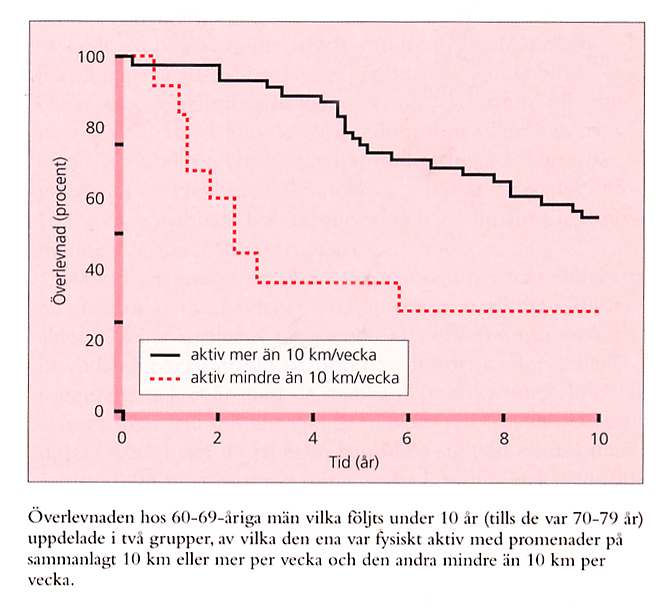 100
80
60
40
20
0
Överlevnad (procent)
aktiv mer än 10 km/vecka
aktiv mindre än 10 km/vecka
0 2 4 6 8 10
Tid (år)
Överlevnaden hos 60-69-åriga män vilka följts under 10 år (tills de var 70-79 år)
uppdelade i två grupper, av vilka den ena var fysiskt aktiv med promenader på
sammanlagt 10 km eller mer per vecka och den andra mindre än 10 km per
vecka.